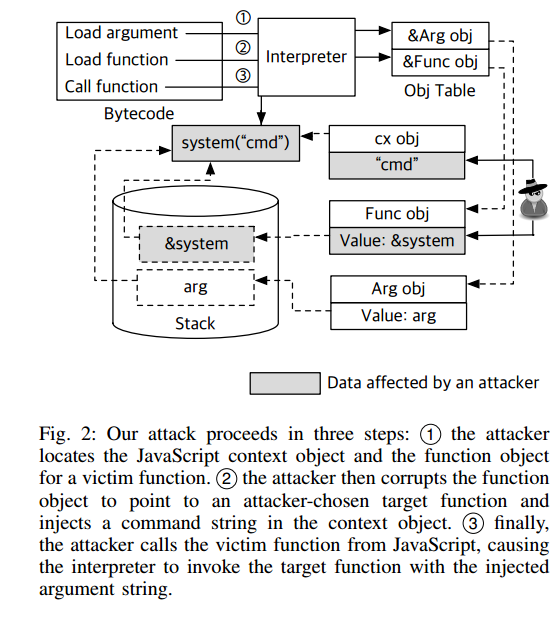 ①
Load argument
②
Load function
③
Call function
Bytecode
Interpreter
&Arg obj
&Func obj
Obj Table
system(“cmd”)
cx obj
“cmd”
Func obj
Value: &system
&system
arg
Stack
Arg obj
Value: arg
Data affected by an attacker
Fig. 2: Our attack proceeds in three steps: ① the attacker
locates the JavaScript context object and the function object
for a victim function. ② the attacker then corrupts the function
object to point to an attacker-chosen target function and
injects a command string in the context object. ③ finally,
the attacker calls the victim function from JavaScript, causing
the interpreter to invoke the target function with the injected
argument string.